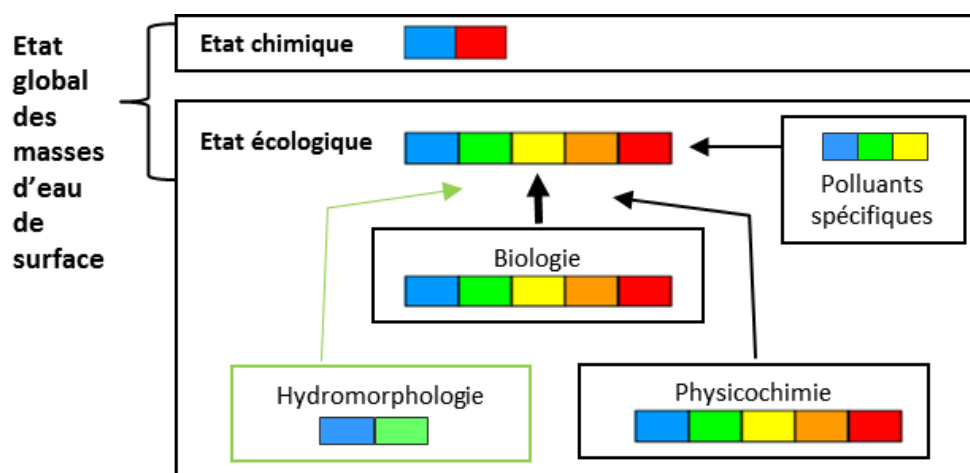 Etat
global
des
masses
d'eau
de
surface
Etat chimique
Etat écologique
Polluants
spécifiques
Biologie
Hydromorphologie
Physicochimie